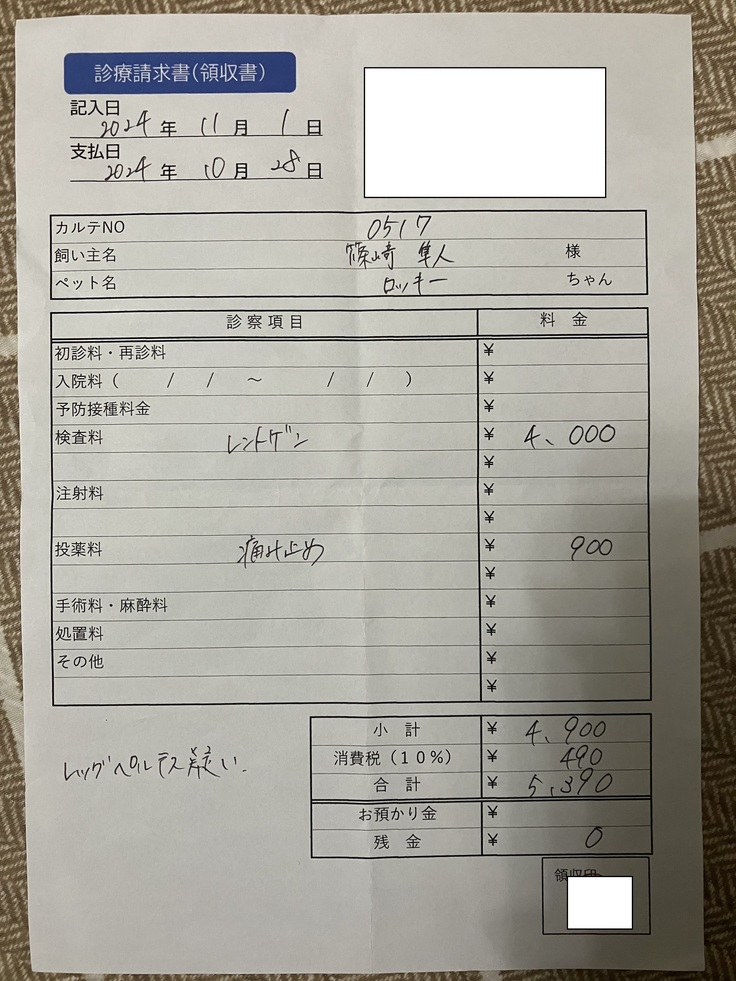 診療請求書(領収書)
記入日
2024 年 11 月 1 日
支払日
2024 年 10 月 28 日
カルテNO 0517
飼い主名 篠崎 隼人 様
ペット名 ロッキー ちゃん
診察項目 料 金
初診料・再診料 ¥
入院料 ( / / ～ / / ) ¥
予防接種料金 ¥
検査料 レントゲン ¥ 4、000
¥
注射料 ¥
¥
投薬料 痛み止め ¥ 900
¥
手術料・麻酔料 ¥
処置料 ¥
その他 ¥
¥
小 計 ¥ 4、900
消費税(10%) ¥ 490
合 計 ¥ 5,390
お預かり金 ¥
残 金 ¥ 0
レッグペルテス疑い.
領収印